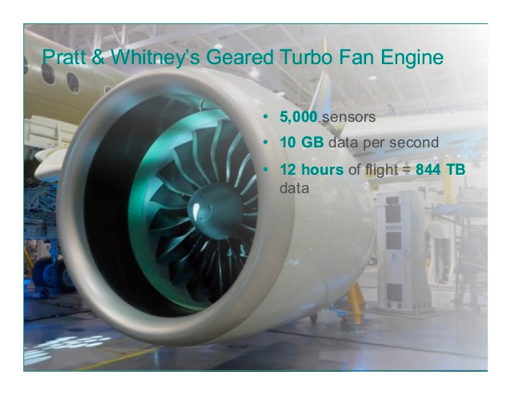 Pratt & Whitney's Geared Turbo Fan Engine
• 5,000 sensors
• 10 GB data per second
• 12 hours of flight = 844 TB
data